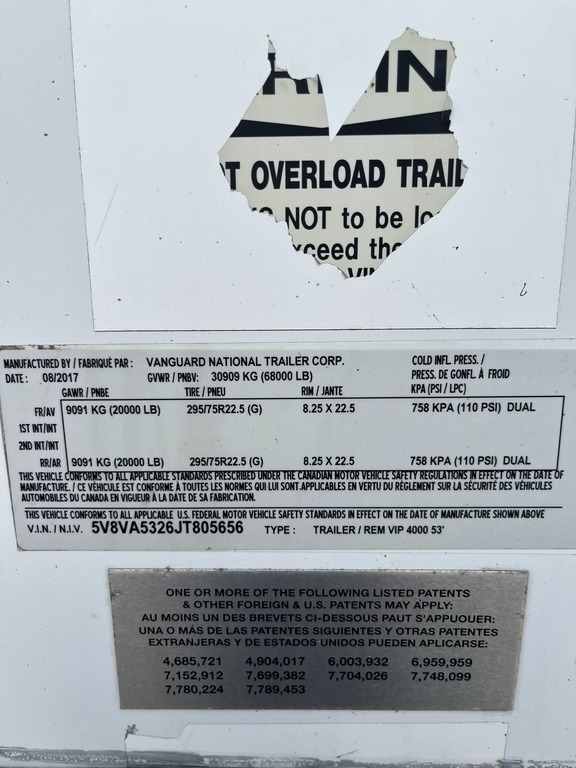 IN
OVERLOAD TRAIL
NOT to be
the
MANUFACTURED BY / FABRIQUÉ PAR : VANGUARD NATIONAL TRAILER CORP. COLD INFL. PRESS. /
DATE : 08/2017 GVWR / PNBV: 30909 KG (68000 LB) PRESS. DE GONFL. À FROID
GAWR / PNBE TIRE / PNEU RIM / JANTE KPA (PSI / LPC)
FR/AV 9091 KG (20000 LB) 295/75R22.5 (G) 8.25 X 22.5 758 KPA (110 PSI) DUAL
1ST INT/INT
2ND INT/INT
RR/AR 9091 KG (20000 LB) 295/75R22.5 (G) 8.25 X 22.5 758 KPA (110 PSI) DUAL
THIS VEHICLE CONFORMS TO ALL APPLICABLE STANDARDS PRESCRIBED UNDER THE CANADIAN MOTOR VEHICLE SAFETY REGULATIONS IN EFFECT ON THE DATE OF
MANUFACTURE. / CE VÉHICULE EST CONFORME À TOUTES LES NORMES QUI LUI SONT APPLICABLES EN VERTU DU RÈGLEMENT SUR LA SÉCURITÉ DES VÉHICULES
AUTOMOBILES DU CANADA EN VIGUEUR À LA DATE DE SA FABRICATION.
THIS VEHICLE CONFORMS TO ALL APPLICABLE U.S. FEDERAL MOTOR VEHICLE SAFETY STANDARDS IN EFFECT ON THE DATE OF MANUFACTURE SHOWN ABOVE
V.I.N. / N.I.V. 5V8VA5326JT805656 TYPE : TRAILER / REM VIP 4000 53'
ONE OR MORE OF THE FOLLOWING LISTED PATENTS
& OTHER FOREIGN & U.S. PATENTS MAY APPLY:
AU MOINS UN DES BREVETS CI-DESSOUS PAUT S'APPUOUER:
UNA O MÁS DE LAS PATENTES SIGUIENTES Y OTRAS PATENTES
EXTRANJERAS Y DE ESTADOS UNIDOS PUEDEN APLICARSE:
4,685,721 4,904,017 6,003,932 6,959,959
7,152,912 7,699,382 7,704,026 7,748,099
7,780,224 7,789,453